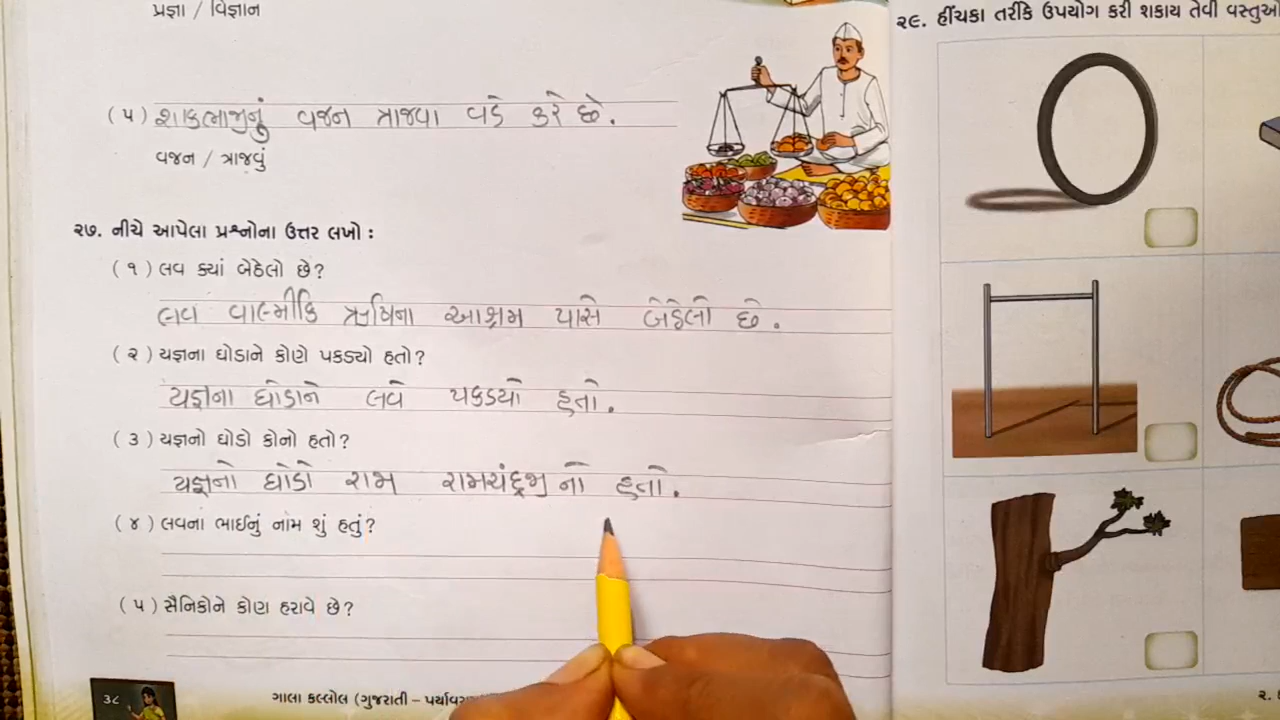 પ્રજ્ઞા / વિજ્ઞાન
(૫) શાકભાજીનું વજન ત્રાજવા વડે કરે છે.
વજન / ત્રાજવું
૨૭. નીચે આપેલા પ્રશ્નોના ઉત્તર લખો :
(૧) લવ ક્યાં બેઠેલો છે?
લવ વાલ્મીકિ ઋષિના આશ્રમ પાસે બેઠેલો છે.
(૨) યજ્ઞના ઘોડાને કોણે પકડ્યો હતો?
યજ્ઞના ઘોડાને લવે પકડયો હતો.
(૩) યજ્ઞનો ઘોડો કોનો હતો?
યજ્ઞનો ઘોડો રામ રામચંદ્રજી નો હતો.
(૪) લવના ભાઈનું નામ શું હતું?
(૫) સૈનિકોને કોણ હરાવે છે?
૩૮
ગાલા કલ્લોલ (ગુજરાતી –
૨૯. હીંચકા તરીકે ઉપયોગ કરી શકાય તેવી વસ્તુઓ
૨.